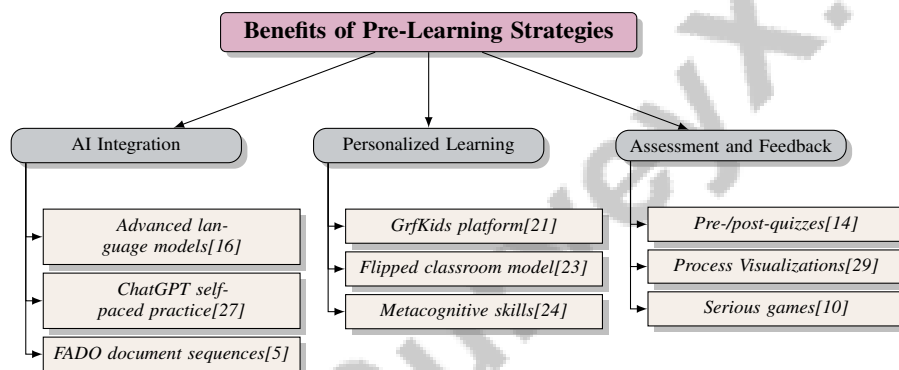 Benefits of Pre-Learning Strategies
AI Integration
Personalized Learning
Assessment and Feedback
Advanced lan-
guage models[16]
ChatGPT self-
paced practice[27]
FADO document sequences[5]
GrfKids platform[21]
Flipped classroom model[23]
Metacognitive skills[24]
Pre-/post-quizzes[14]
Process Visualizations[29]
Serious games[10]